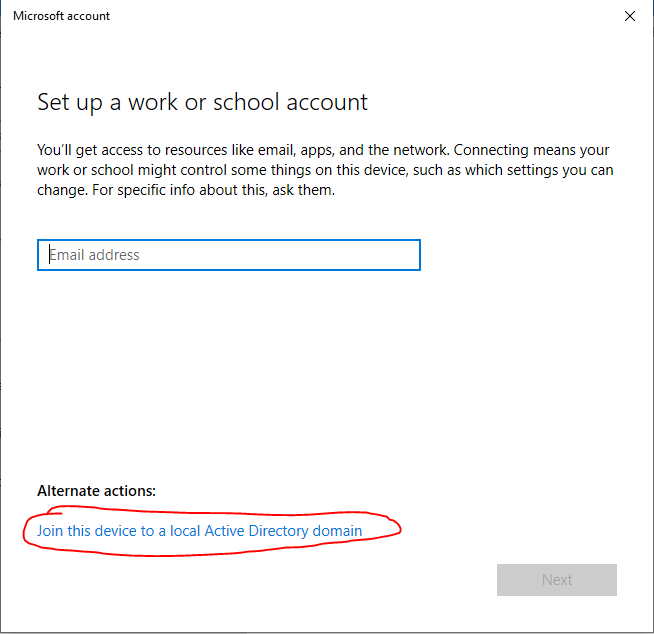 Microsoft account
Set up a work or school account
You’ll get access to resources like email, apps, and the network. Connecting means your
work or school might control some things on this device, such as which settings you can
change. For specific info about this, ask them.
Email address
Alternate actions:
Join this device to a local Active Directory domain
Next